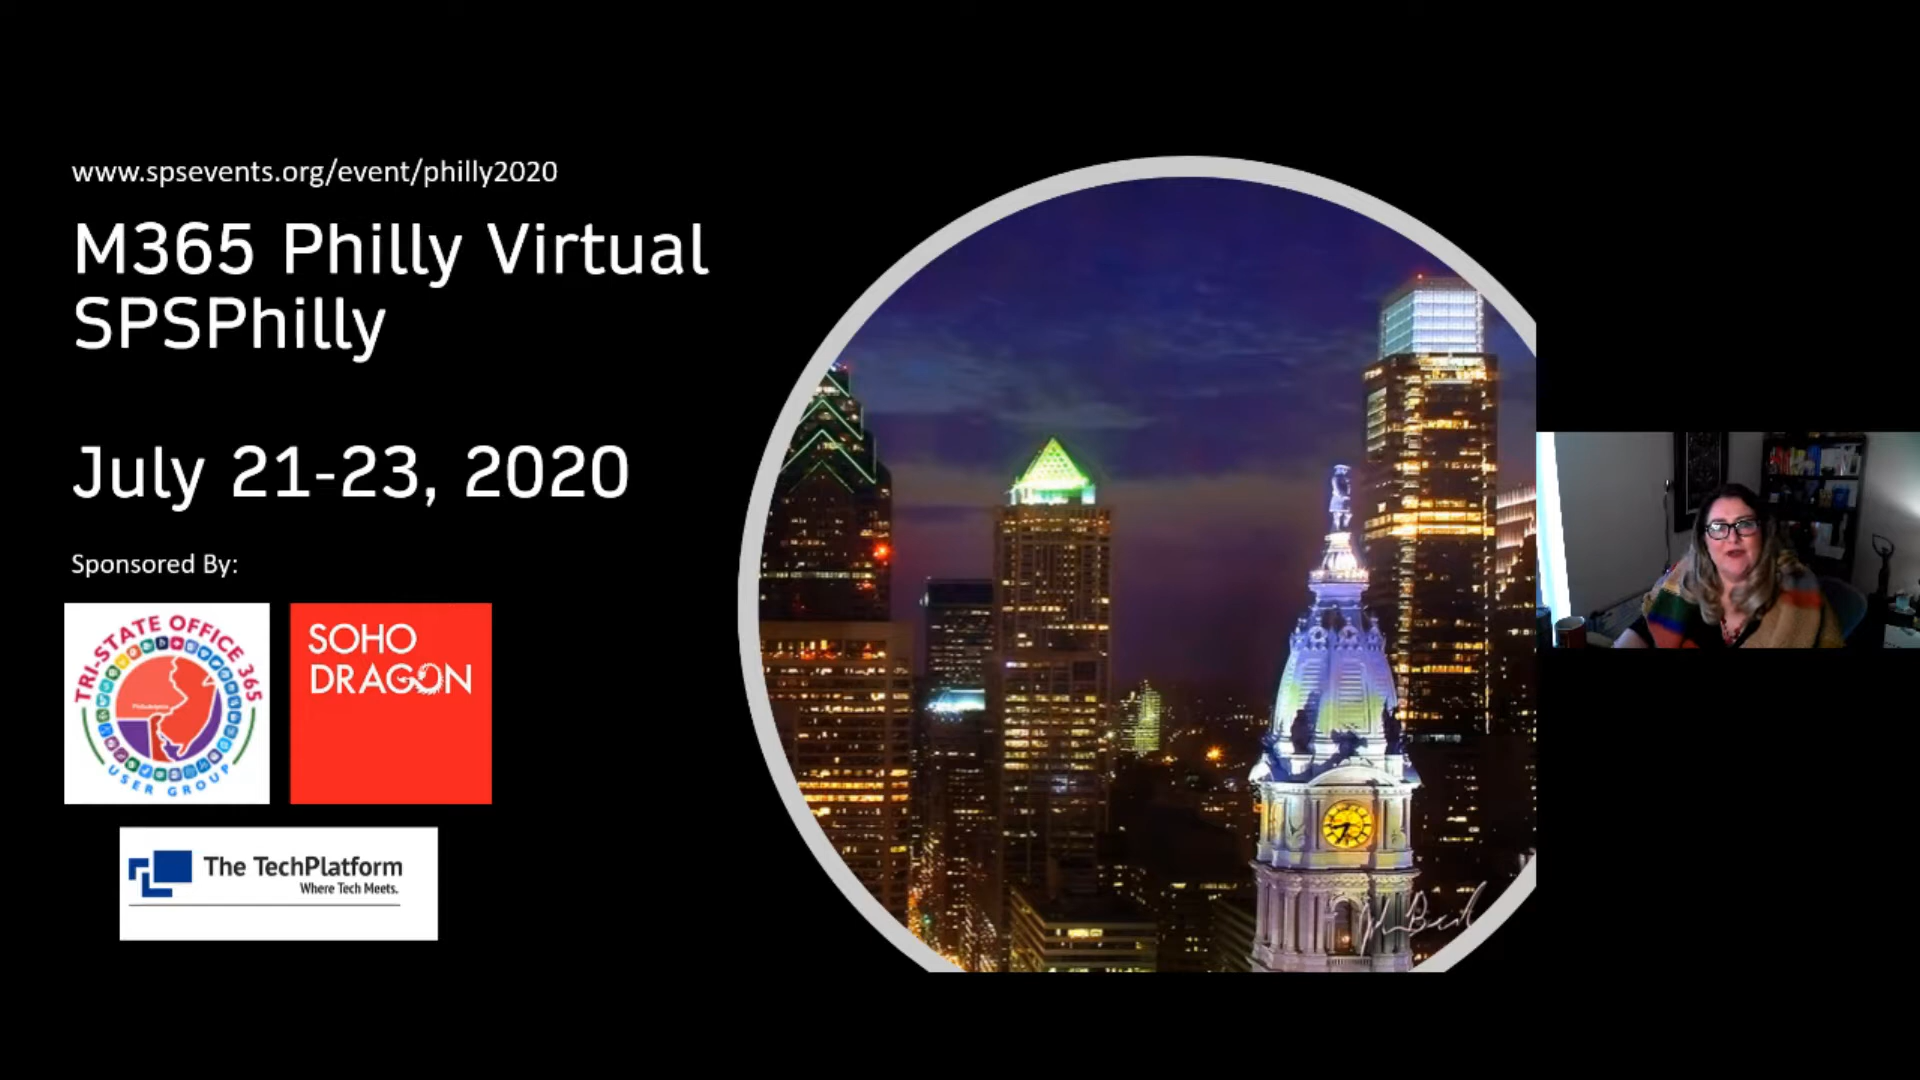 www.spsevents.org/event/philly2020
M365 Philly Virtual
SPSPhilly
July 21-23, 2020
Sponsored By:
TRI-STATE OFFICE 365
Philadelphia
USER GROUP
SOHO
DRAGON
The TechPlatform
Where Tech Meets.